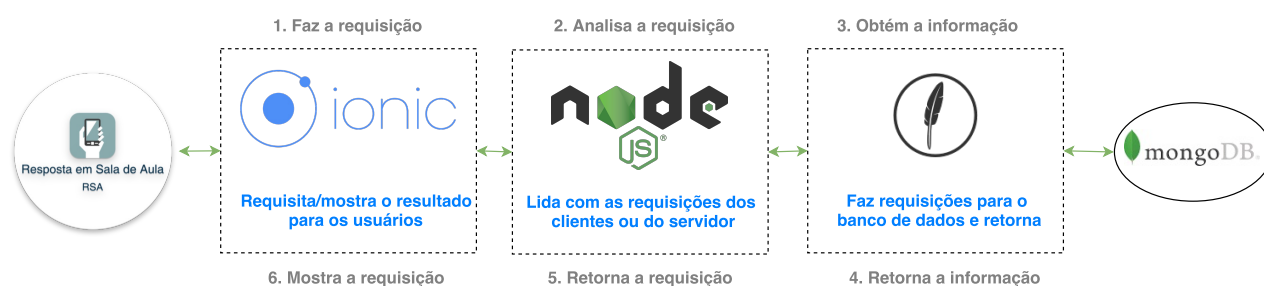 1. Faz a requisição
2. Analisa a requisição
3. Obtém a informação
ionic
node
JS
®
Resposta em Sala de Aula
RSA
mongoDB.
Requisita/mostra o resultado
para os usuários
Lida com as requisições dos
clientes ou do servidor
Faz requisições para o
banco de dados e retorna
6. Mostra a requisição
5. Retorna a requisição
4. Retorna a informação